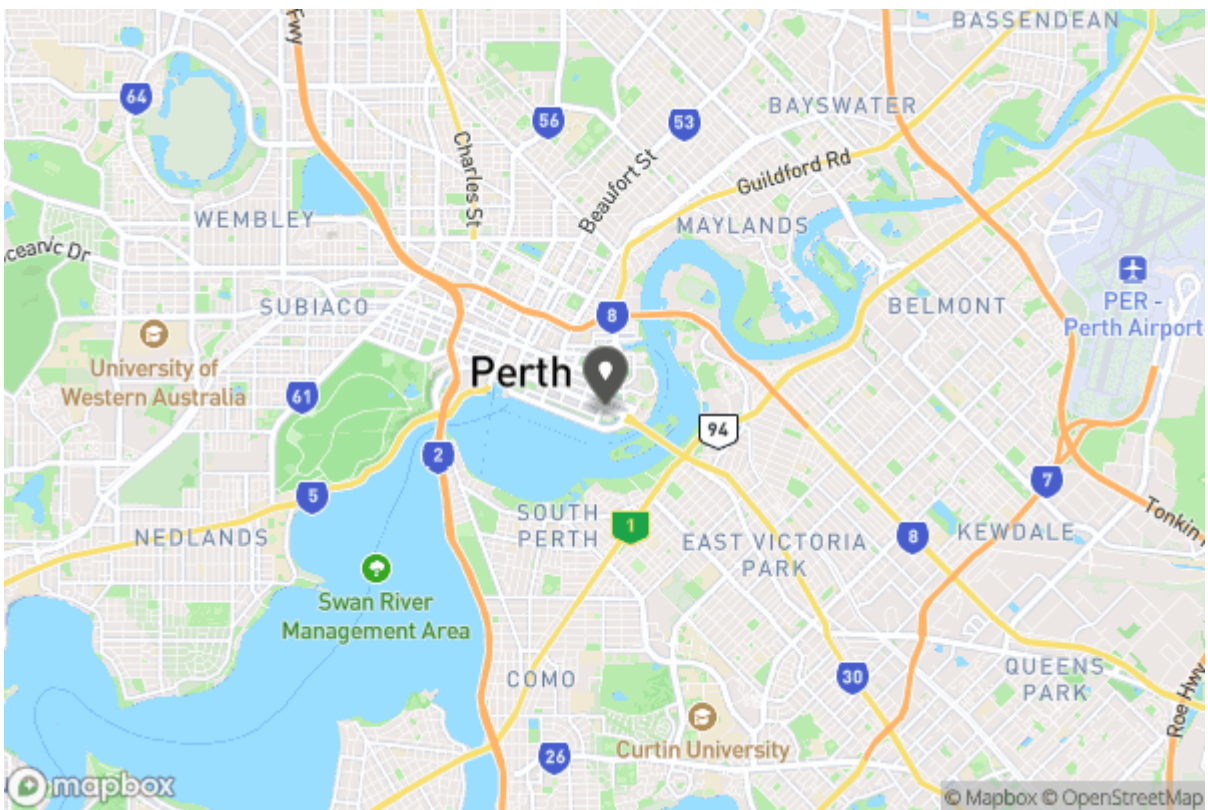 Fwy
BASSENDEAN
64
56
53
BAYSWATER
Charles St
Beaufort St
Guildford Rd
WEMBLEY
MAYLANDS
Oceanic Dr
SUBIACO
8
BELMONT
PER -
Perth Airport
University of
Western Australia
Perth
61
94
2
5
7
SOUTH
PERTH
1
NEDLANDS
EAST VICTORIA
PARK
8
KEWDALE
Tonkin
Swan River
Management Area
COMO
30
QUEENS
PARK
Roe Hwy
Curtin University
26
mapbox
© Mapbox © OpenStreetMap